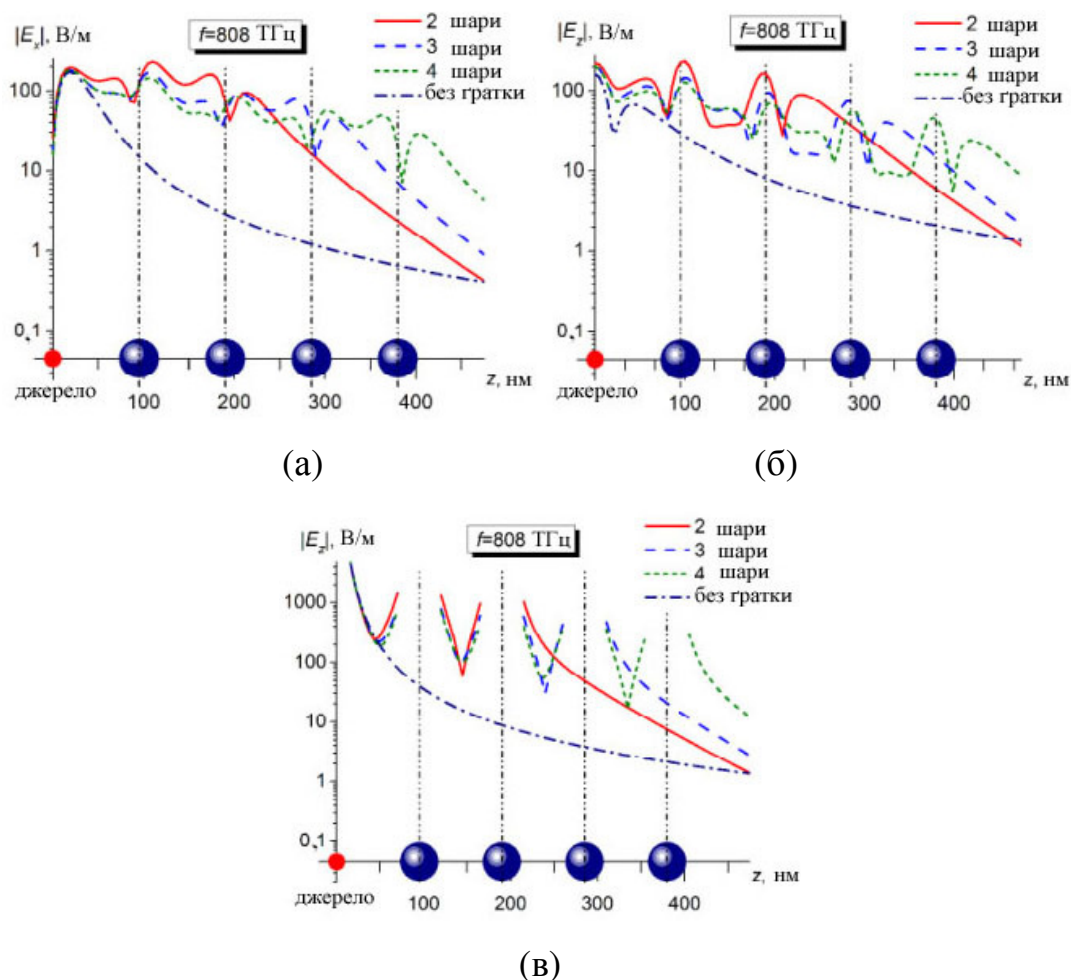 |Eₓ|, В/м
f=808 ТГц
2 шари
3 шари
4 шари
без ґратки
100
10
1
0,1
джерело
100
200
300
400
z, нм
(а)
|E_z|, В/м
f=808 ТГц
2 шари
3 шари
4 шари
без ґратки
100
10
1
0,1
джерело
100
200
300
400
z, нм
(б)
|E_z|, В/м
f=808 ТГц
2 шари
3 шари
4 шари
без ґратки
1000
100
10
1
0,1
джерело
100
200
300
400
z, нм
(в)